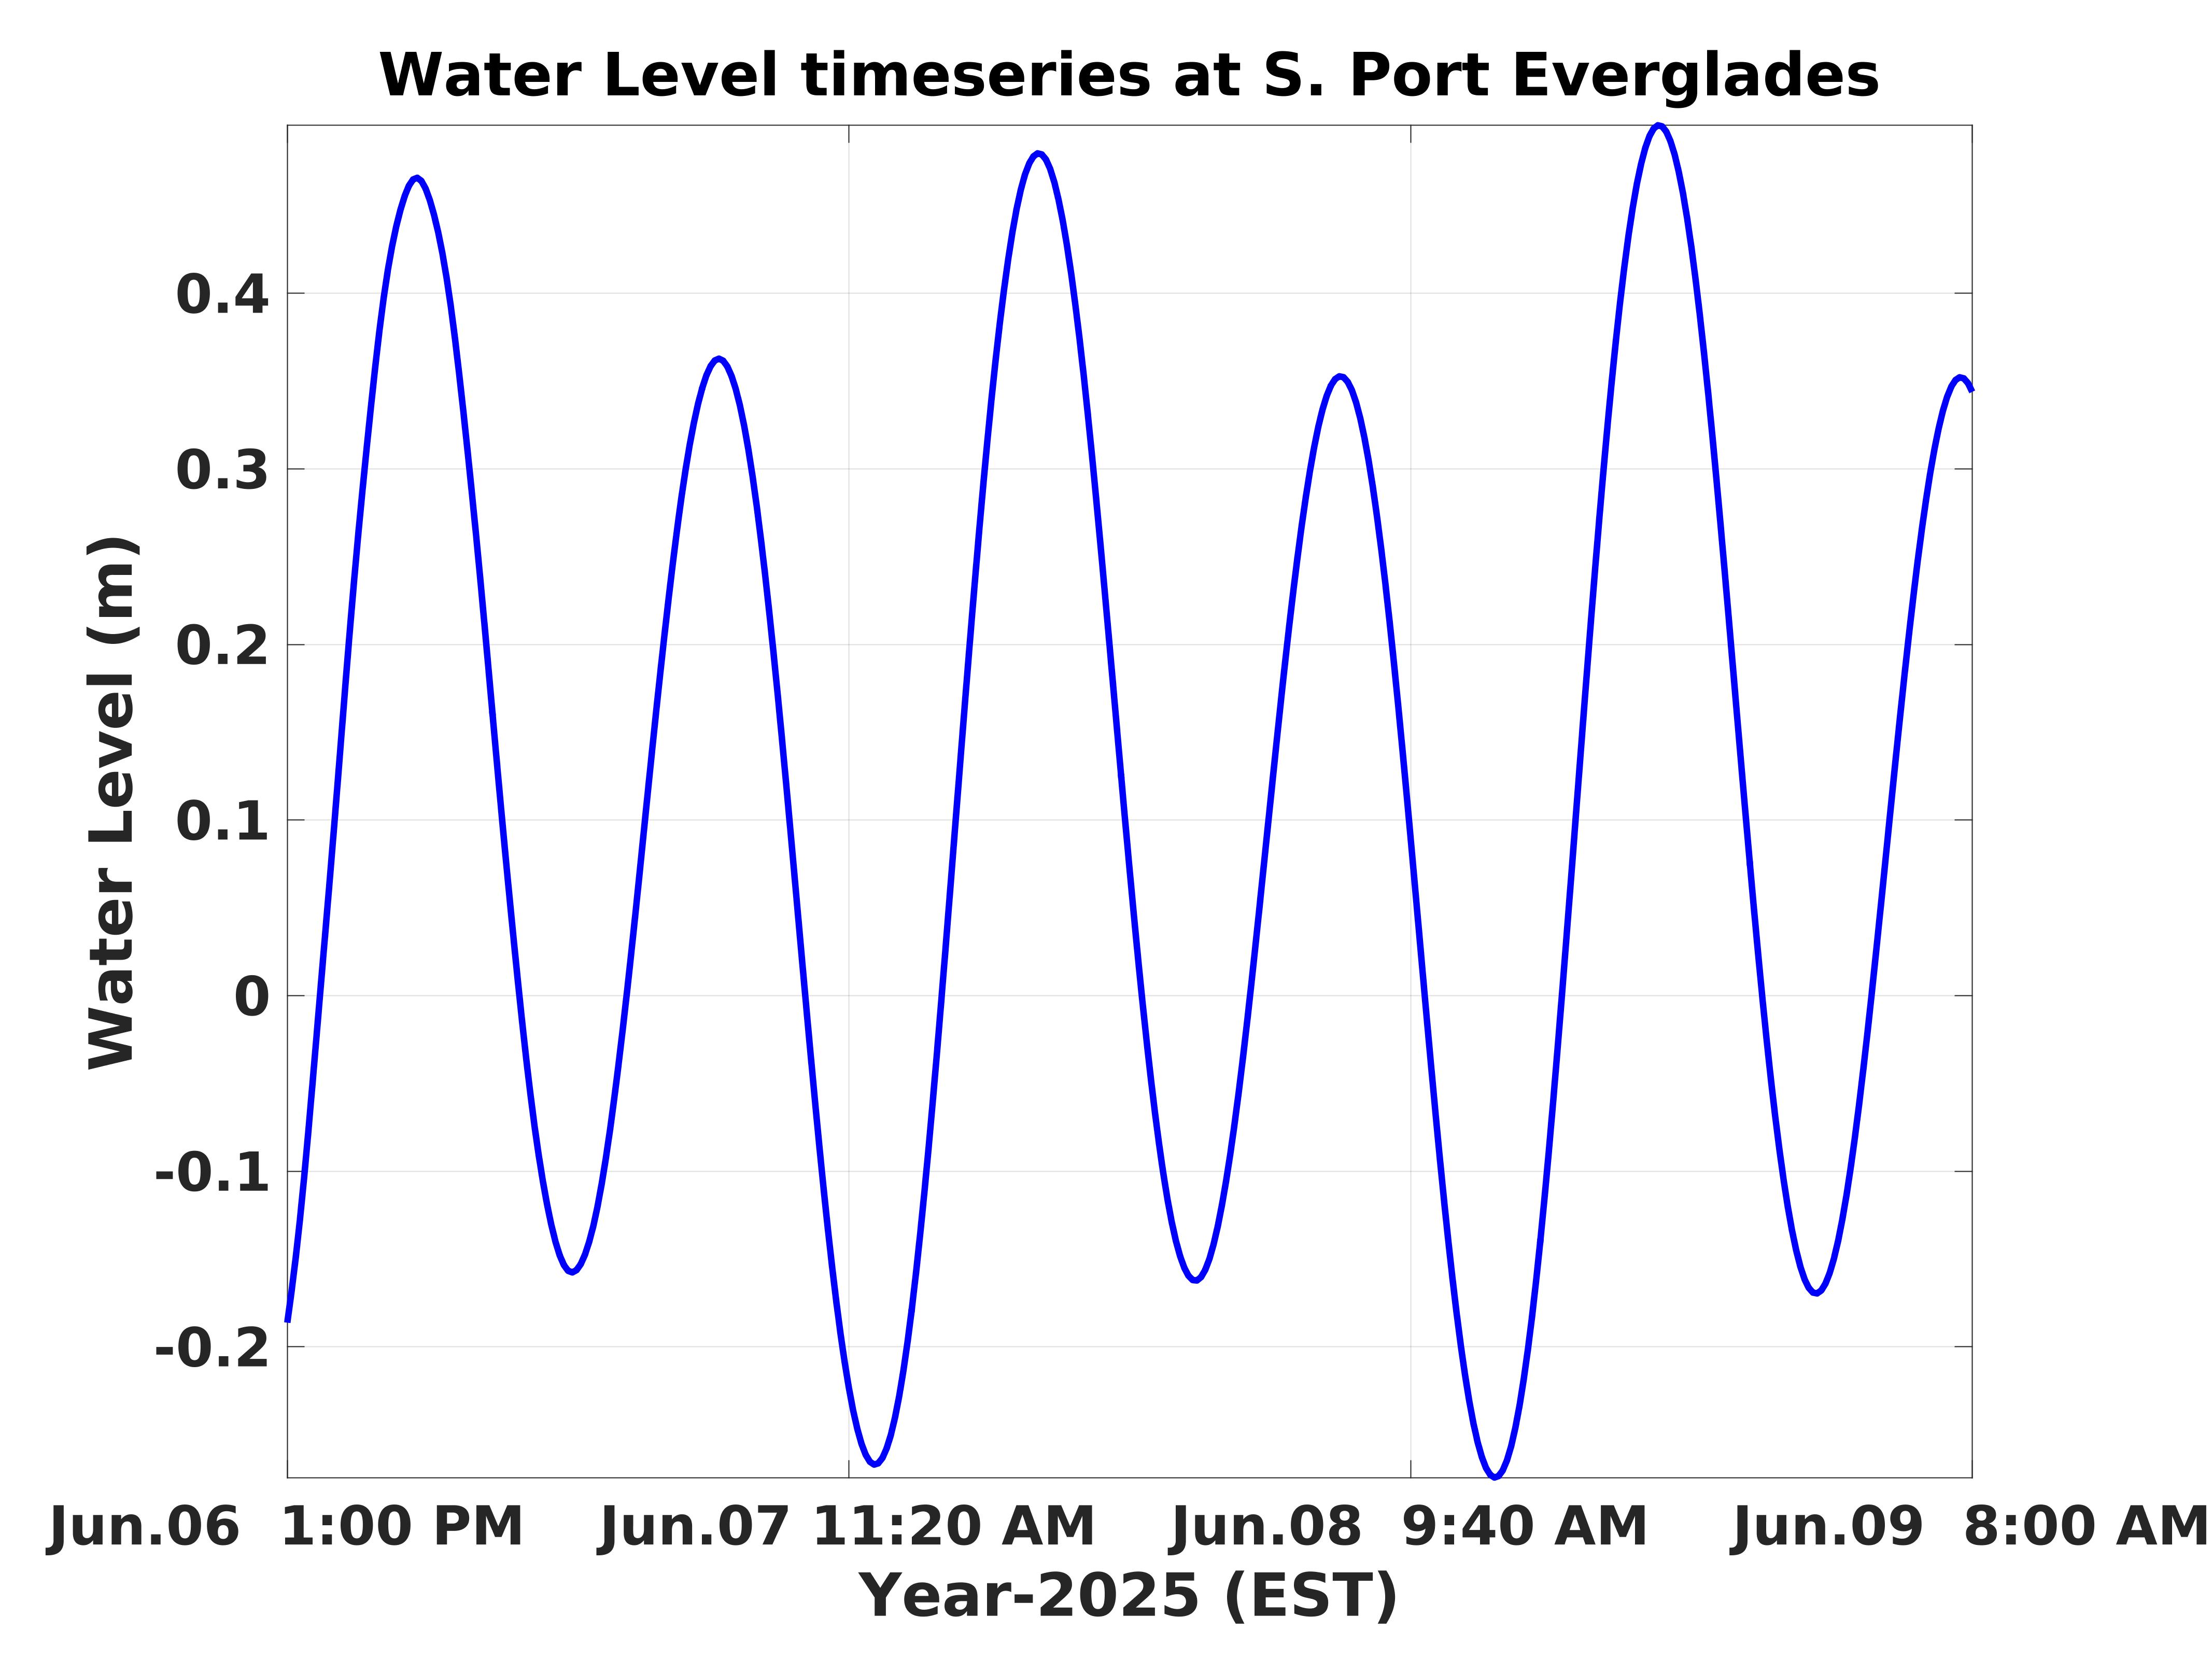 Water Level timeseries at S. Port Everglades
Water Level (m)
0.4
0.3
0.2
0.1
0
-0.1
-0.2
Jun.06 1:00 PM Jun.07 11:20 AM Jun.08 9:40 AM Jun.09 8:00 AM
Year-2025 (EST)